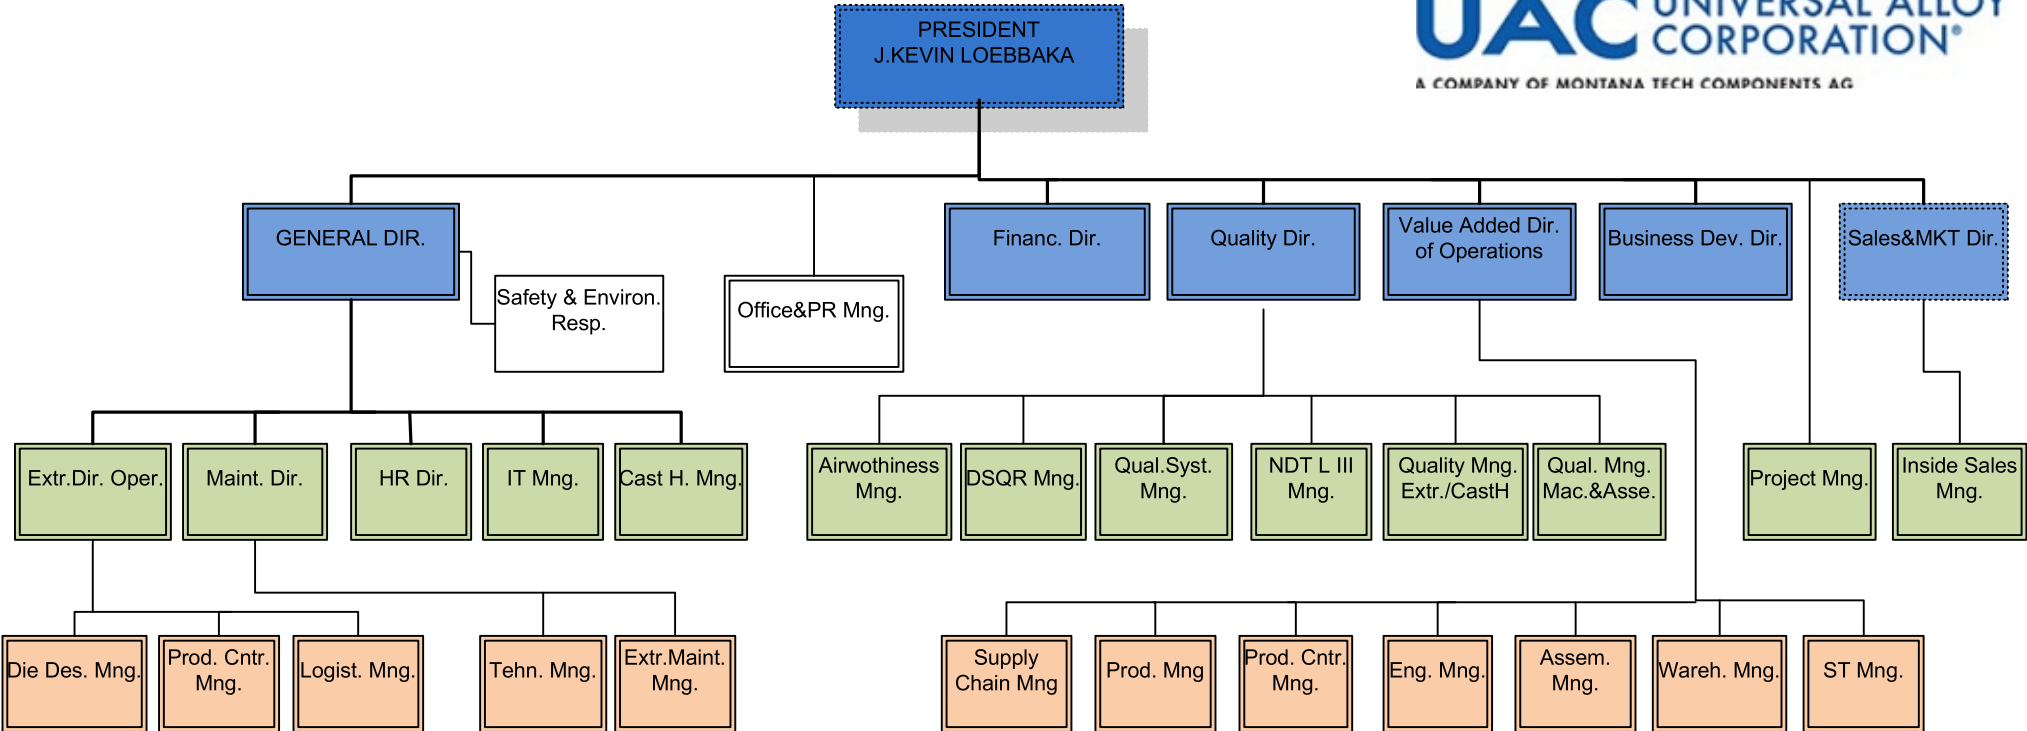 PRESIDENT
J.KEVIN LOEBBAKA
UAC UNIVERSAL ALLOY
CORPORATION®
A COMPANY OF MONTANA TECH COMPONENTS AG
GENERAL DIR.
Safety & Environ.
Resp.
Office&PR Mng.
Financ. Dir.
Quality Dir.
Value Added Dir.
of Operations
Business Dev. Dir.
Sales&MKT Dir.
Extr.Dir. Oper.
Maint. Dir.
HR Dir.
IT Mng.
Cast H. Mng.
Airwothiness
Mng.
DSQR Mng.
Qual.Syst.
Mng.
NDT L III
Mng.
Quality Mng.
Extr./CastH
Qual. Mng.
Mac.&Asse.
Project Mng.
Inside Sales
Mng.
Die Des. Mng.
Prod. Cntr.
Mng.
Logist. Mng.
Tehn. Mng.
Extr.Maint.
Mng.
Supply
Chain Mng
Prod. Mng
Prod. Cntr.
Mng.
Eng. Mng.
Assem.
Mng.
Wareh. Mng.
ST Mng.